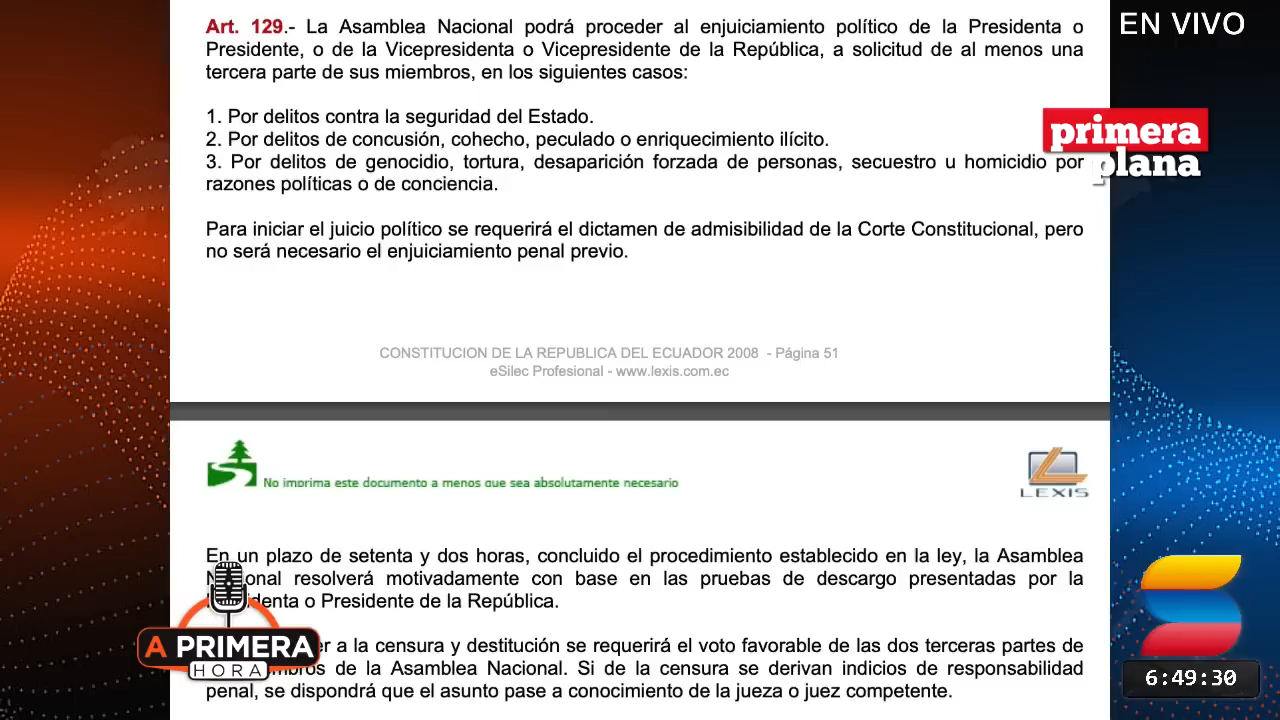 EN VIVO
Art. 129.- La Asamblea Nacional podrá proceder al enjuiciamiento político de la Presidenta o
Presidente, o de la Vicepresidenta o Vicepresidente de la República, a solicitud de al menos una
tercera parte de sus miembros, en los siguientes casos:
1. Por delitos contra la seguridad del Estado.
2. Por delitos de concusión, cohecho, peculado o enriquecimiento ilícito.
3. Por delitos de genocidio, tortura, desaparición forzada de personas, secuestro u homicidio por
razones políticas o de conciencia.
primera
plana
Para iniciar el juicio político se requerirá el dictamen de admisibilidad de la Corte Constitucional, pero
no será necesario el enjuiciamiento penal previo.
CONSTITUCION DE LA REPUBLICA DEL ECUADOR 2008 - Página 51
eSilec Profesional - www.lexis.com.ec
No imprima este documento a menos que sea absolutamente necesario
LEXIS
En un plazo de setenta y dos horas, concluido el procedimiento establecido en la ley, la Asamblea
resolverá motivadamente con base en las pruebas de descargo presentadas por la
o Presidente de la República.
a la censura y destitución se requerirá el voto favorable de las dos terceras partes de
de la Asamblea Nacional. Si de la censura se derivan indicios de responsabilidad
penal, se dispondrá que el asunto pase a conocimiento de la jueza o juez competente.
A PRIMERA
HORA
6:49:30